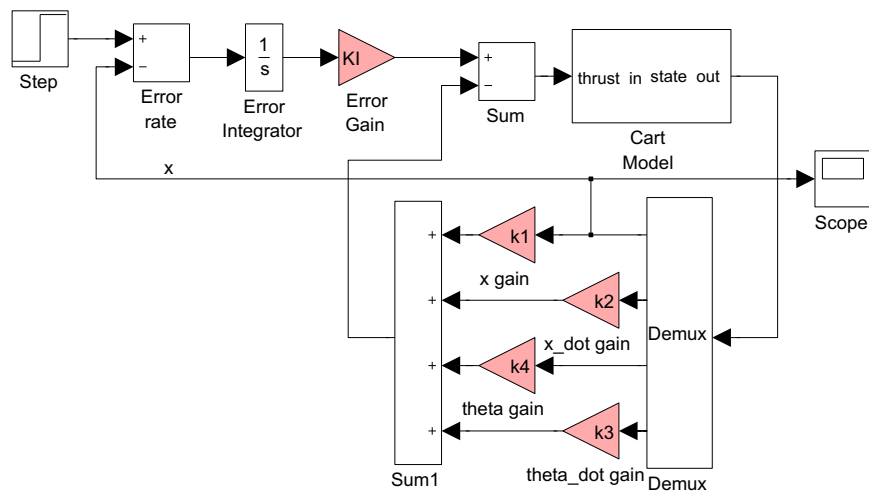 Step
+
−
Error
rate
1
s
Error
Integrator
KI
Error
Gain
+
−
Sum
thrust in state out
Cart
Model
x
Scope
+
k1
x gain
+
k2
x_dot gain
+
k4
theta gain
+
k3
theta_dot gain
Sum1
Demux
Demux